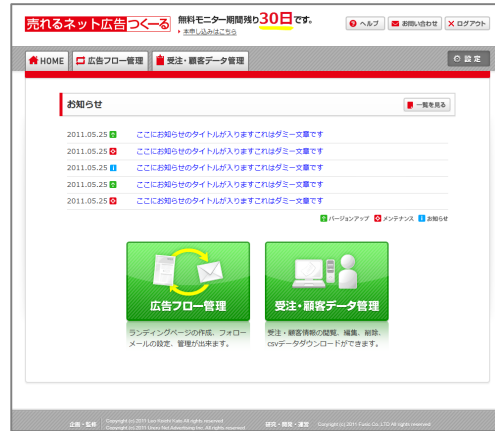 売れるネット広告つくーる 無料モニター期間残り30日です。
本申し込みはこちら
ヘルプ お問い合わせ ログアウト
HOME 広告フロー管理 受注・顧客データ管理 設定
お知らせ 一覧を見る
2011.05.25 ここにお知らせのタイトルが入りますこれはダミー文章です
2011.05.25 ここにお知らせのタイトルが入りますこれはダミー文章です
2011.05.25 ここにお知らせのタイトルが入りますこれはダミー文章です
2011.05.25 ここにお知らせのタイトルが入りますこれはダミー文章です
2011.05.25 ここにお知らせのタイトルが入りますこれはダミー文章です
バージョンアップ メンテナンス お知らせ
広告フロー管理
ランディングページの作成、フォロー
メールの設定、管理が出来ます。
受注・顧客データ管理
受注・顧客情報の閲覧、編集、削除、
csvデータダウンロードができます。
企画・監修
研究・開発・運営